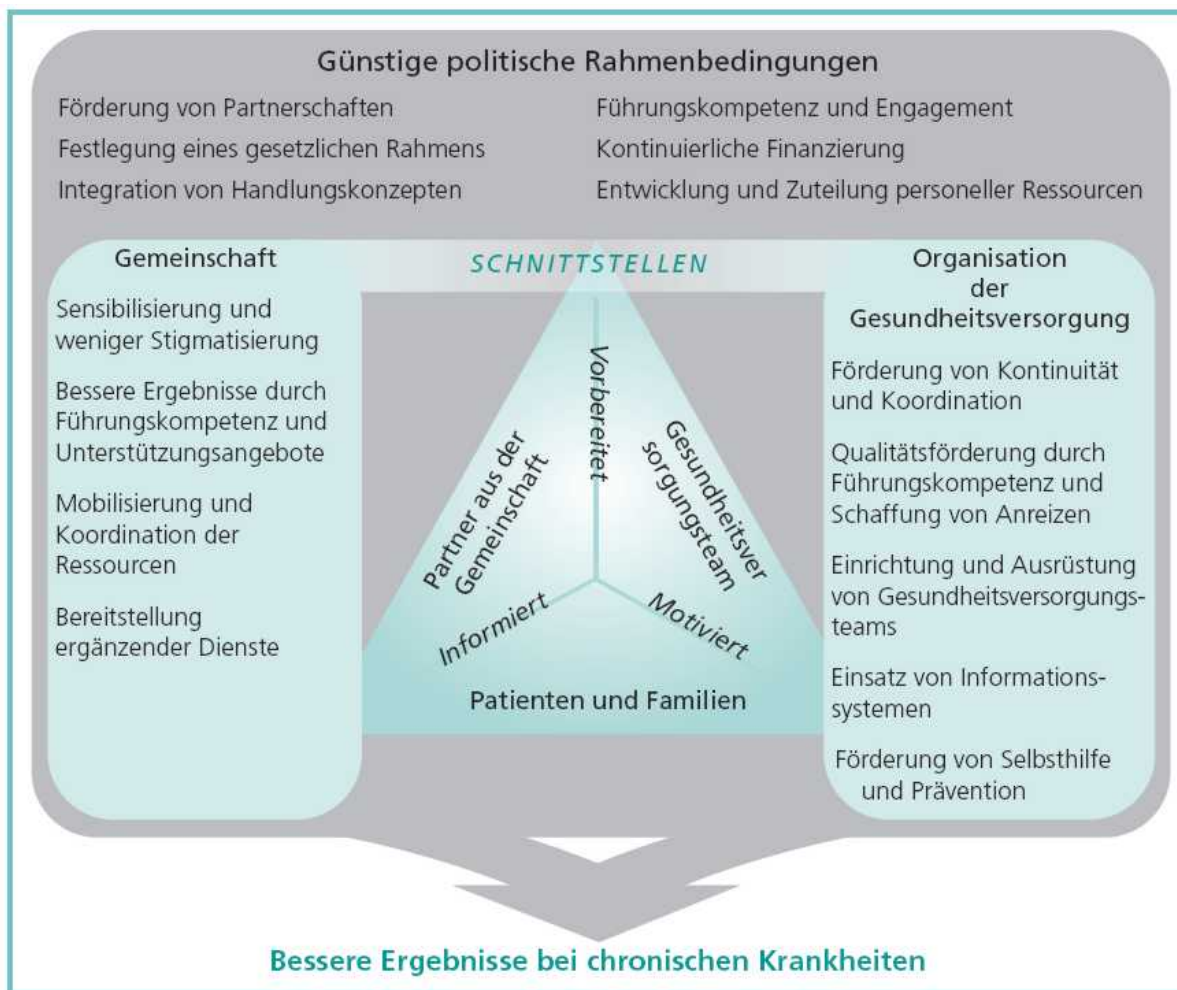 Günstige politische Rahmenbedingungen
Förderung von Partnerschaften
Festlegung eines gesetzlichen Rahmens
Integration von Handlungskonzepten
Führungskompetenz und Engagement
Kontinuierliche Finanzierung
Entwicklung und Zuteilung personeller Ressourcen
Gemeinschaft
Sensibilisierung und
weniger Stigmatisierung
Bessere Ergebnisse durch
Führungskompetenz und
Unterstützungsangebote
Mobilisierung und
Koordination der
Ressourcen
Bereitstellung
ergänzender Dienste
SCHNITTSTELLEN
Partner aus der
Gemeinschaft
Vorbereitet
Gesundheitsver
sorgungsteam
Informiert
Motiviert
Patienten und Familien
Organisation
der
Gesundheitsversorgung
Förderung von Kontinuität
und Koordination
Qualitätsförderung durch
Führungskompetenz und
Schaffung von Anreizen
Einrichtung und Ausrüstung
von Gesundheitsversorgungs-
teams
Einsatz von Informations-
systemen
Förderung von Selbsthilfe
und Prävention
Bessere Ergebnisse bei chronischen Krankheiten